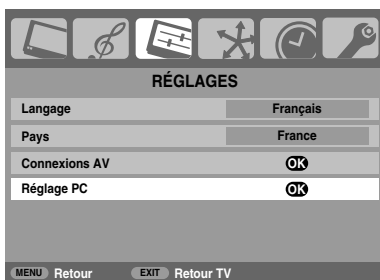 RÉGLAGES
Langage Français
Pays France
Connexions AV OK
Réglage PC OK
MENU Retour EXIT Retour TV